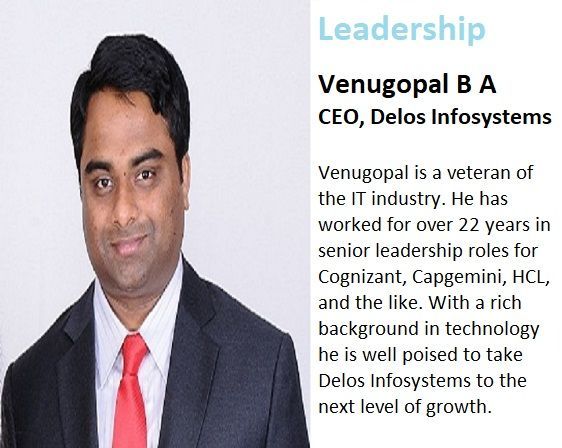 Leadership
Venugopal B A
CEO, Delos Infosystems
Venugopal is a veteran of
the IT industry. He has
worked for over 22 years in
senior leadership roles for
Cognizant, Capgemini, HCL,
and the like. With a rich
background in technology
he is well poised to take
Delos Infosystems to the
next level of growth.